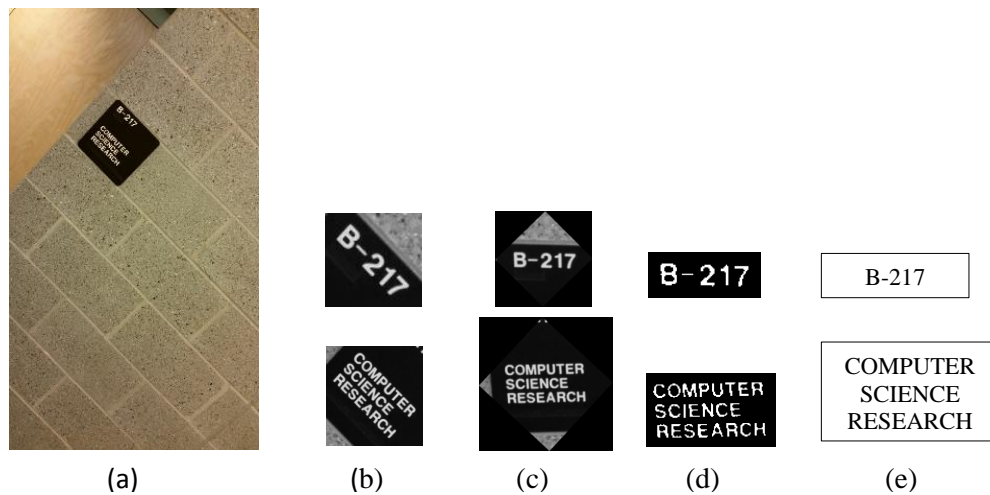 B-217
COMPUTER
SCIENCE
RESEARCH
B-217
B-217
B-217
B-217
COMPUTER
SCIENCE
RESEARCH
COMPUTER
SCIENCE
RESEARCH
COMPUTER
SCIENCE
RESEARCH
COMPUTER
SCIENCE
RESEARCH
(a)
(b)
(c)
(d)
(e)